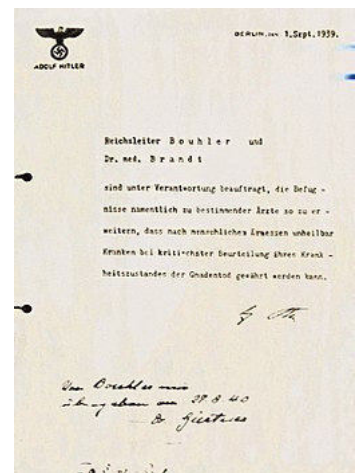 ADOLF HITLER
BERLIN, den 1.Sept.1939.
Reichsleiter B o u h l e r und
Dr. med. B r a n d t
sind unter Verantwortung beauftragt, die Befug -
nisse namentlich zu bestimmender Ärzte so zu er -
weitern, dass nach menschlichem Ermessen unheilbar
Kranken bei kritischster Beurteilung ihres Krank -
heitszustandes der Gnadentod gewährt werden kann.
Von Bouhler mir
übergeben am 27.8.40
Dr. Gürtner